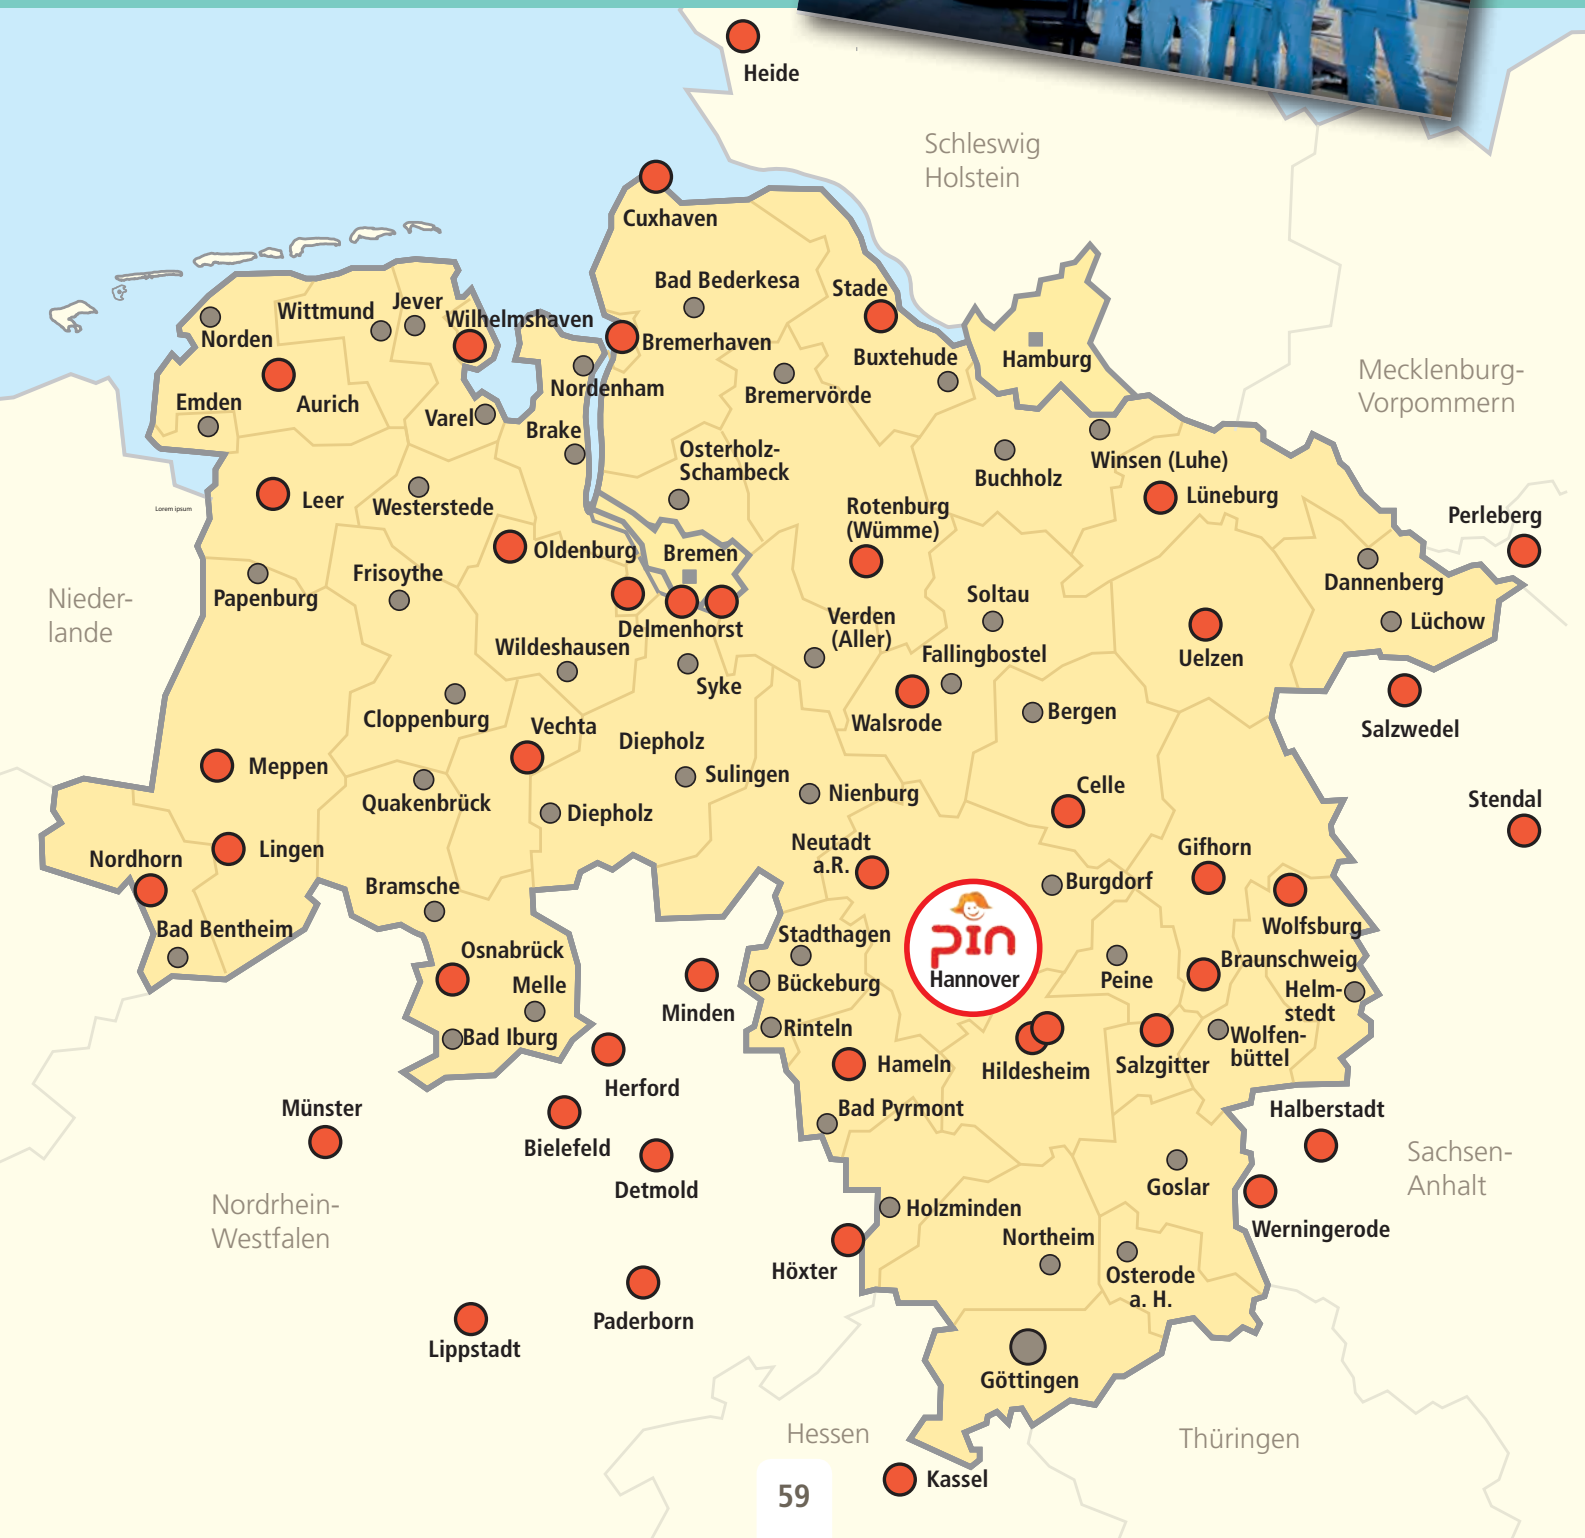 Heide
Schleswig
Holstein
Cuxhaven
Bad Bederkesa
Stade
Jever
Wittmund
Wilhelmshaven
Norden
Bremerhaven
Buxtehude
Hamburg
Mecklenburg-
Vorpommern
Nordenham
Bremervörde
Emden
Aurich
Varel
Brake
Osterholz-
Schambeck
Winsen (Luhe)
Buchholz
Leer
Westerstede
Lorem ipsum
Lüneburg
Rotenburg
(Wümme)
Perleberg
Oldenburg
Bremen
Frisoythe
Papenburg
Dannenberg
Nieder-
lande
Soltau
Verden
(Aller)
Lüchow
Delmenhorst
Wildeshausen
Fallingbostel
Uelzen
Syke
Cloppenburg
Vechta
Walsrode
Bergen
Salzwedel
Diepholz
Meppen
Sulingen
Quakenbrück
Nienburg
Celle
Stendal
Diepholz
Neutadt
a.R.
Gifhorn
Lingen
Nordhorn
Bramsche
Burgdorf
Wolfsburg
Bad Bentheim
Stadthagen
pin
Hannover
Osnabrück
Braunschweig
Melle
Bückeburg
Peine
Helm-
stedt
Minden
Bad Iburg
Rinteln
Wolfen-
büttel
Hameln
Hildesheim
Salzgitter
Herford
Münster
Bad Pyrmont
Halberstadt
Bielefeld
Sachsen-
Anhalt
Detmold
Goslar
Nordrhein-
Westfalen
Holzminden
Werningerode
Northeim
Höxter
Osterode
a. H.
Paderborn
Lippstadt
Göttingen
Hessen
Thüringen
Kassel
59